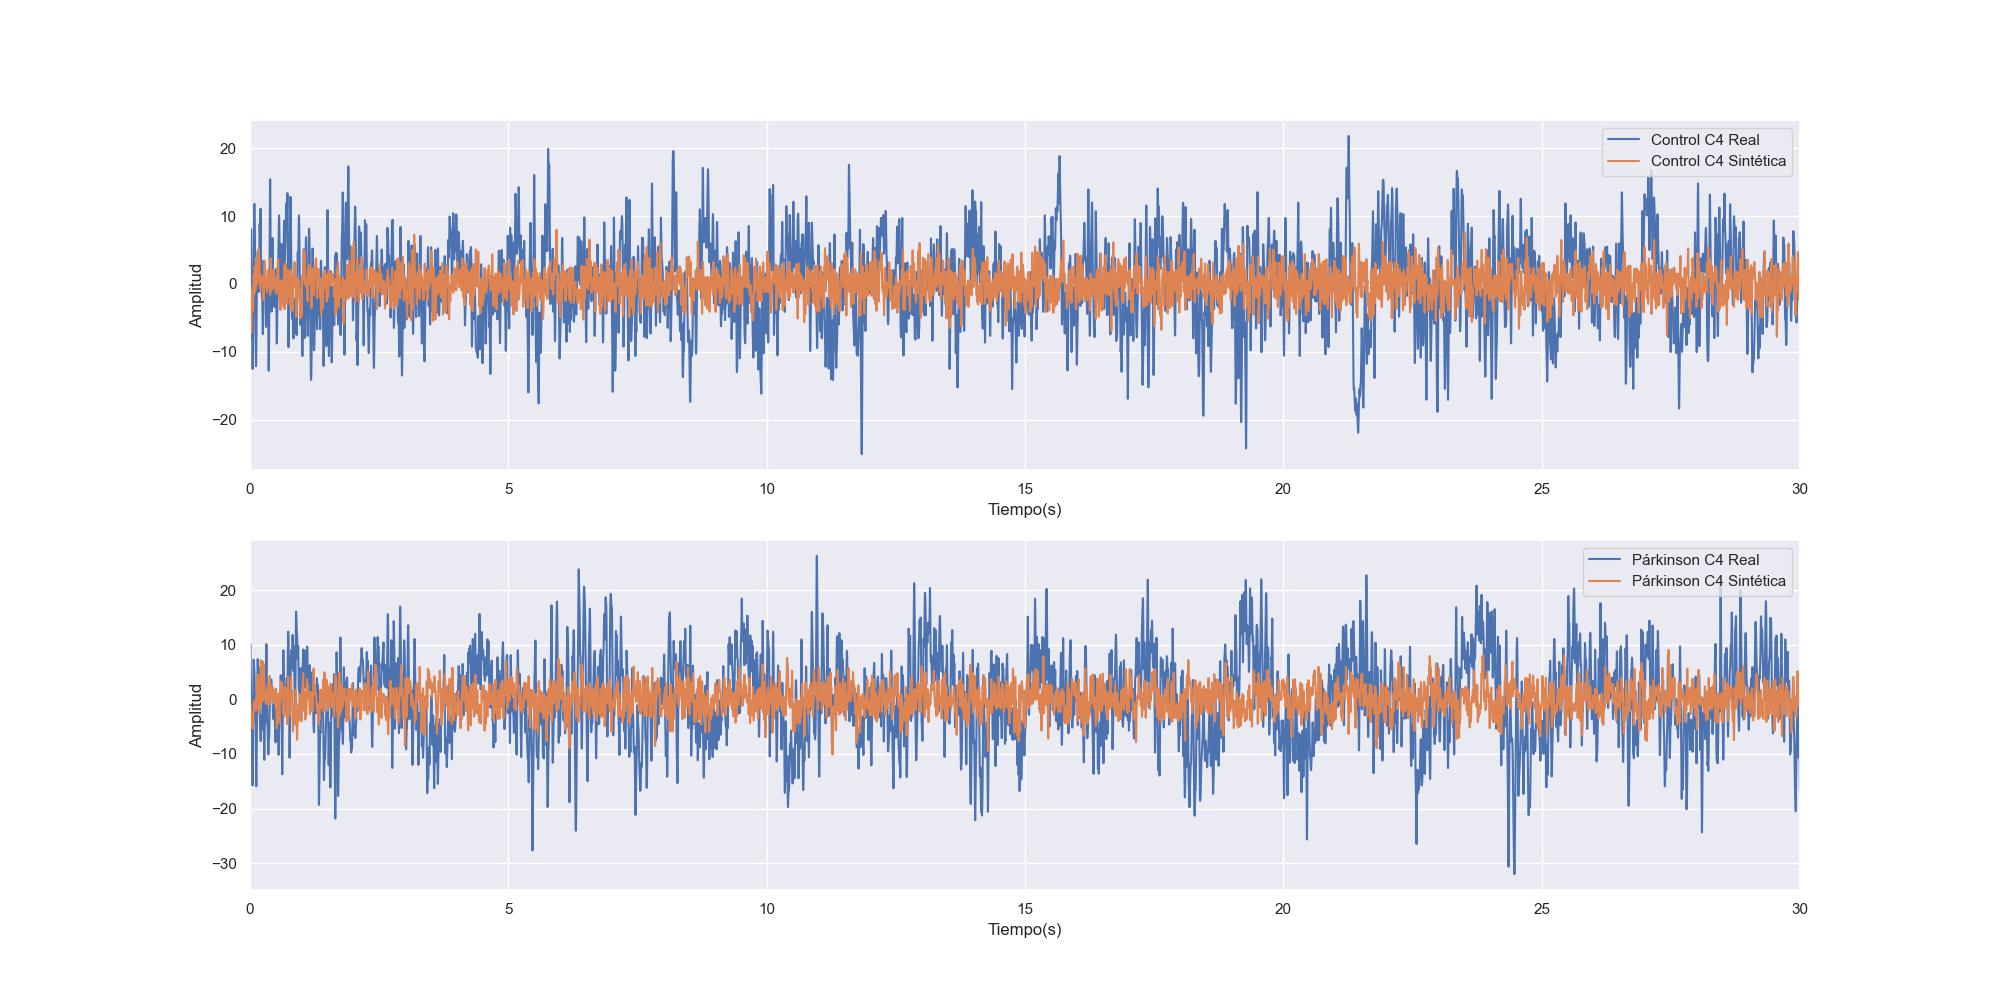 Control C4 Real
Control C4 Sintética
20
10
0
−10
−20
Amplitud
0 5 10 15 20 25 30
Tiempo(s)
Párkinson C4 Real
Párkinson C4 Sintética
20
10
0
−10
−20
−30
Amplitud
0 5 10 15 20 25 30
Tiempo(s)